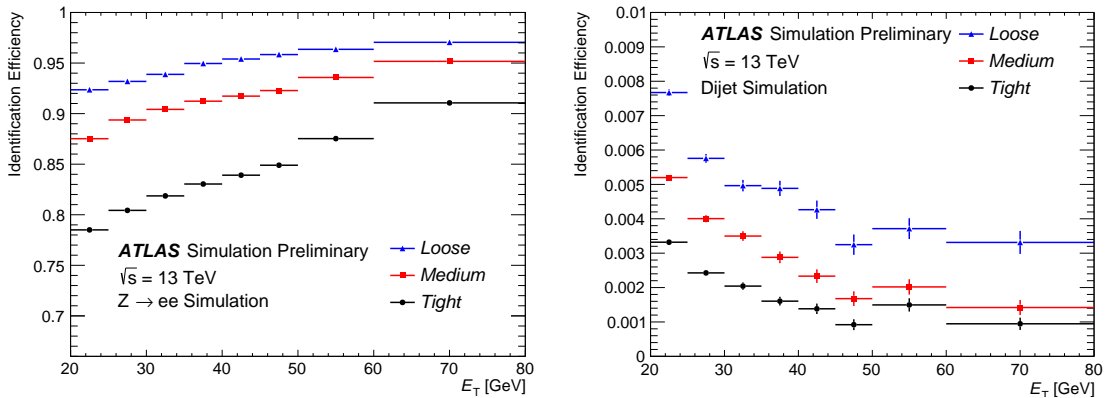 Identification Efficiency
1
0.95
0.9
0.85
0.8
0.75
0.7
ATLAS Simulation Preliminary
√s = 13 TeV
Z → ee Simulation
Loose
Medium
Tight
20 30 40 50 60 70 80
E_T [GeV]
Identification Efficiency
0.01
0.009
0.008
0.007
0.006
0.005
0.004
0.003
0.002
0.001
0
ATLAS Simulation Preliminary
√s = 13 TeV
Dijet Simulation
Loose
Medium
Tight
20 30 40 50 60 70 80
E_T [GeV]